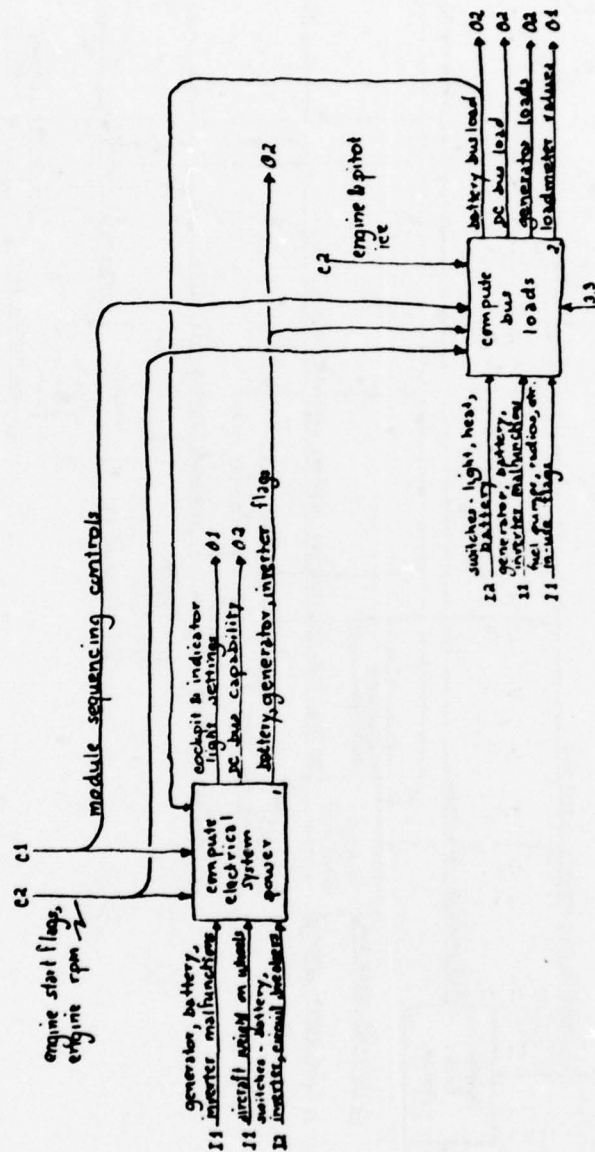 C2
C1
engine start flags,
engine rpm
module sequencing controls
generator, battery,
I1 inverter malfunctions
I1 aircraft weight on wheels
switches - battery,
I2 inverter, circuit breakers
compute
electrical
system
power
1
cockpit & indicator
light settings
O1
DC bus capability
O2
battery, generator, inverter flags
O2
C2
engine & pitot
ice
switches - light, heat,
I2 battery
generator, battery,
I1 inverter malfunctions
fuel pumps, radios, etc.
I1 in-use flags
compute
bus
loads
2
battery bus load
O2
DC bus load
O2
generator loads
O2
loadmeter values
O1